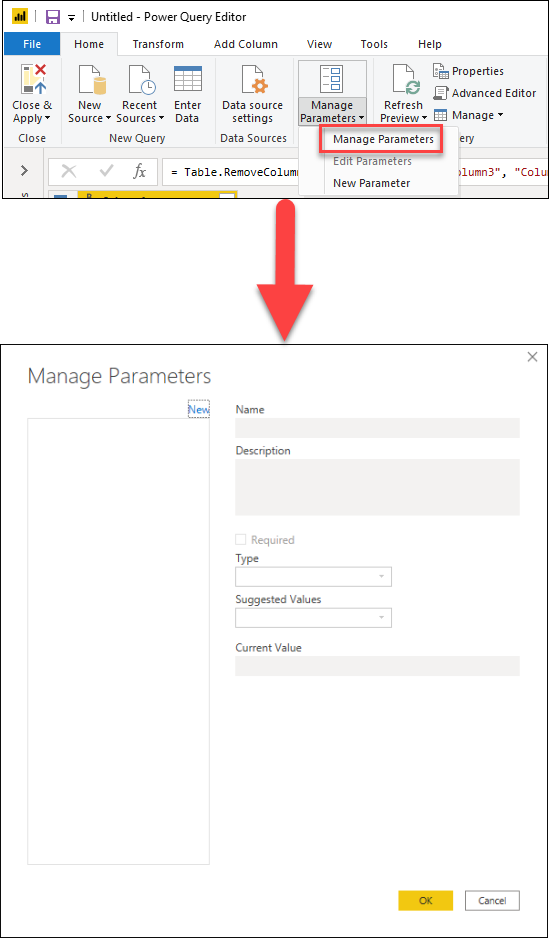 Untitled - Power Query Editor
File Home Transform Add Column View Tools Help
Close & Apply
New Source
Recent Sources
Enter Data
Data source settings
Manage Parameters
Refresh Preview
Properties
Advanced Editor
Manage
Close New Query Data Sources
Manage Parameters
Edit Parameters
New Parameter
fx = Table.RemoveColum "Colu
Manage Parameters
New
Name
Description
Required
Type
Suggested Values
Current Value
OK Cancel